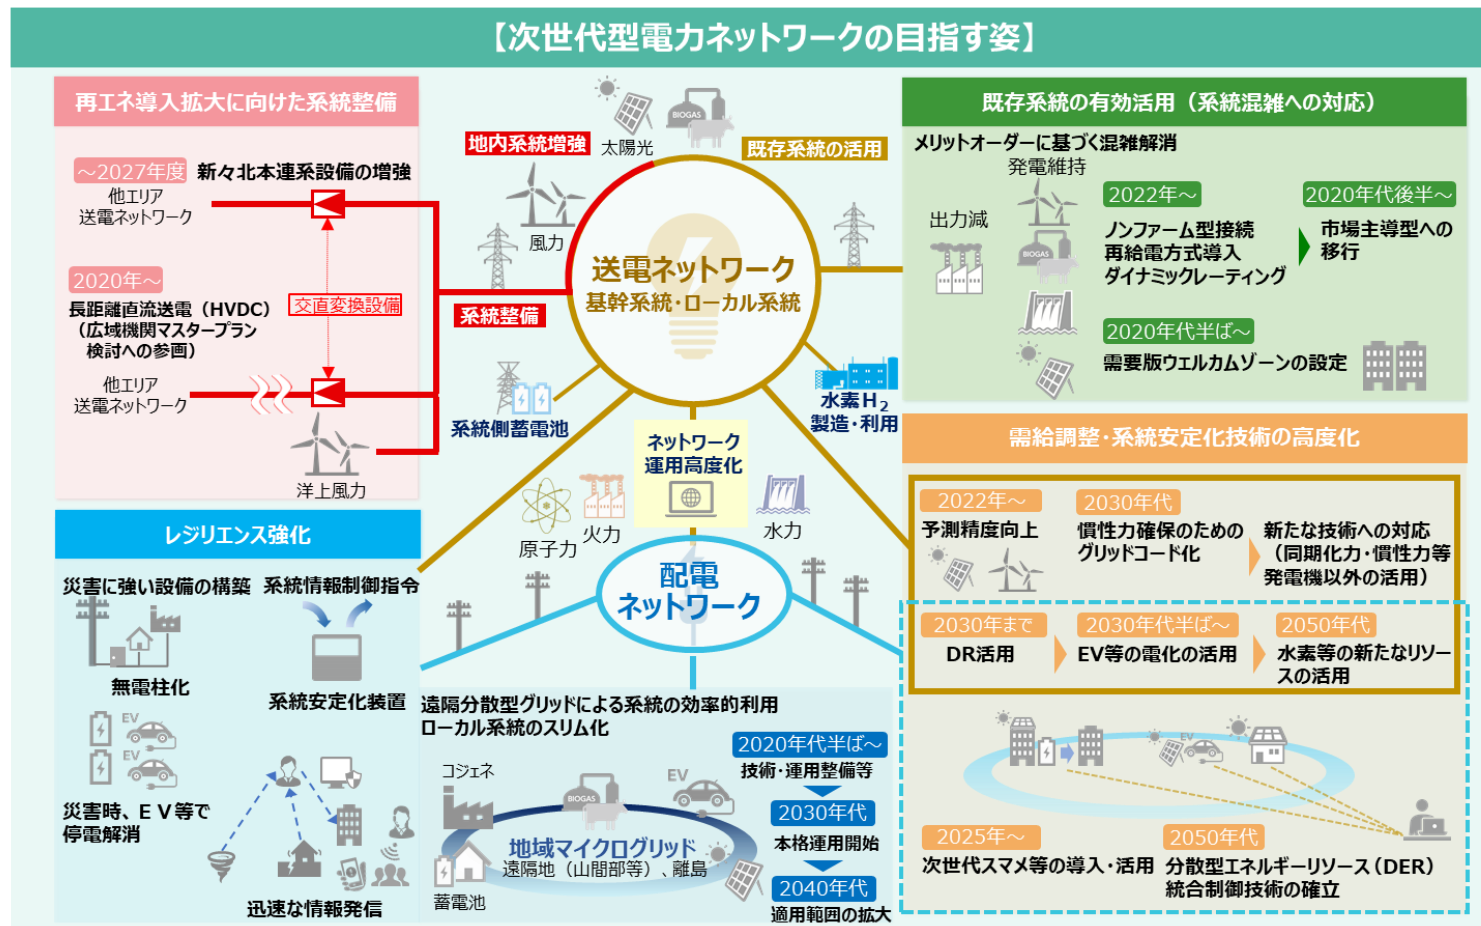 【次世代型電力ネットワークの目指す姿】
再エネ導入拡大に向けた系統整備
～2027年度
新々北本連系設備の増強
他エリア
送電ネットワーク
2020年～
長距離直流送電（HVDC）
（広域機関マスタープラン
検討への参画）
交直変換設備
他エリア
送電ネットワーク
洋上風力
地内系統増強
太陽光
BIOGAS
既存系統の活用
風力
送電ネットワーク
基幹系統・ローカル系統
系統整備
系統側蓄電池
水素H2
製造・利用
ネットワーク
運用高度化
原子力
火力
水力
配電
ネットワーク
既存系統の有効活用（系統混雑への対応）
メリットオーダーに基づく混雑解消
発電維持
出力減
BIOGAS
2022年～
ノンファーム型接続
再給電方式導入
ダイナミックレーティング
2020年代後半～
市場主導型への
移行
2020年代半ば～
需要版ウェルカムゾーンの設定
需給調整・系統安定化技術の高度化
2022年～
予測精度向上
2030年代
慣性力確保のための
グリッドコード化
新たな技術への対応
（同期化力・慣性力等
発電機以外の活用）
2030年まで
DR活用
2030年代半ば～
EV等の電化の活用
2050年代
水素等の新たなリソー
スの活用
EV
2025年～
次世代スマメ等の導入・活用
2050年代
分散型エネルギーリソース（DER）
統合制御技術の確立
レジリエンス強化
災害に強い設備の構築
無電柱化
系統情報制御指令
系統安定化装置
EV
EV
災害時、ＥＶ等で
停電解消
迅速な情報発信
遠隔分散型グリッドによる系統の効率的利用
ローカル系統のスリム化
コジェネ
BIOGAS
EV
地域マイクログリッド
遠隔地（山間部等）、離島
蓄電池
2020年代半ば～
技術・運用整備等
2030年代
本格運用開始
2040年代
適用範囲の拡大